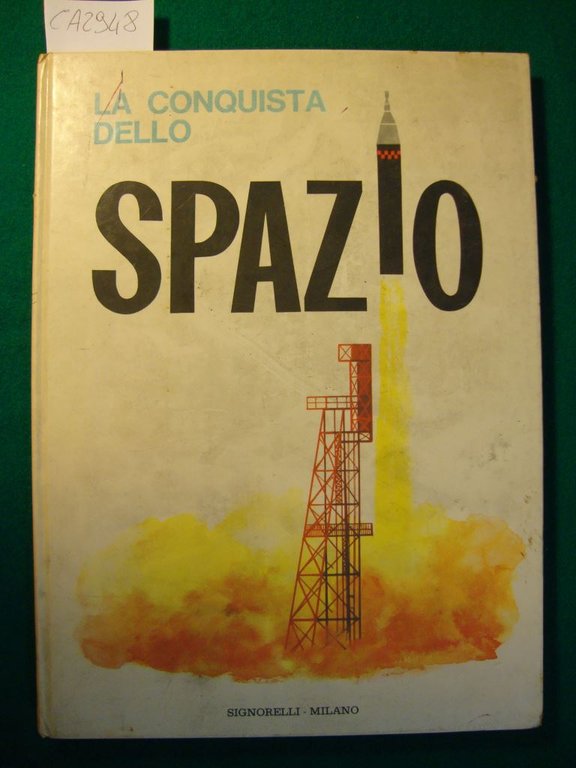 CA2948
LA CONQUISTA
DELLO
SPAZIO
SIGNORELLI - MILANO